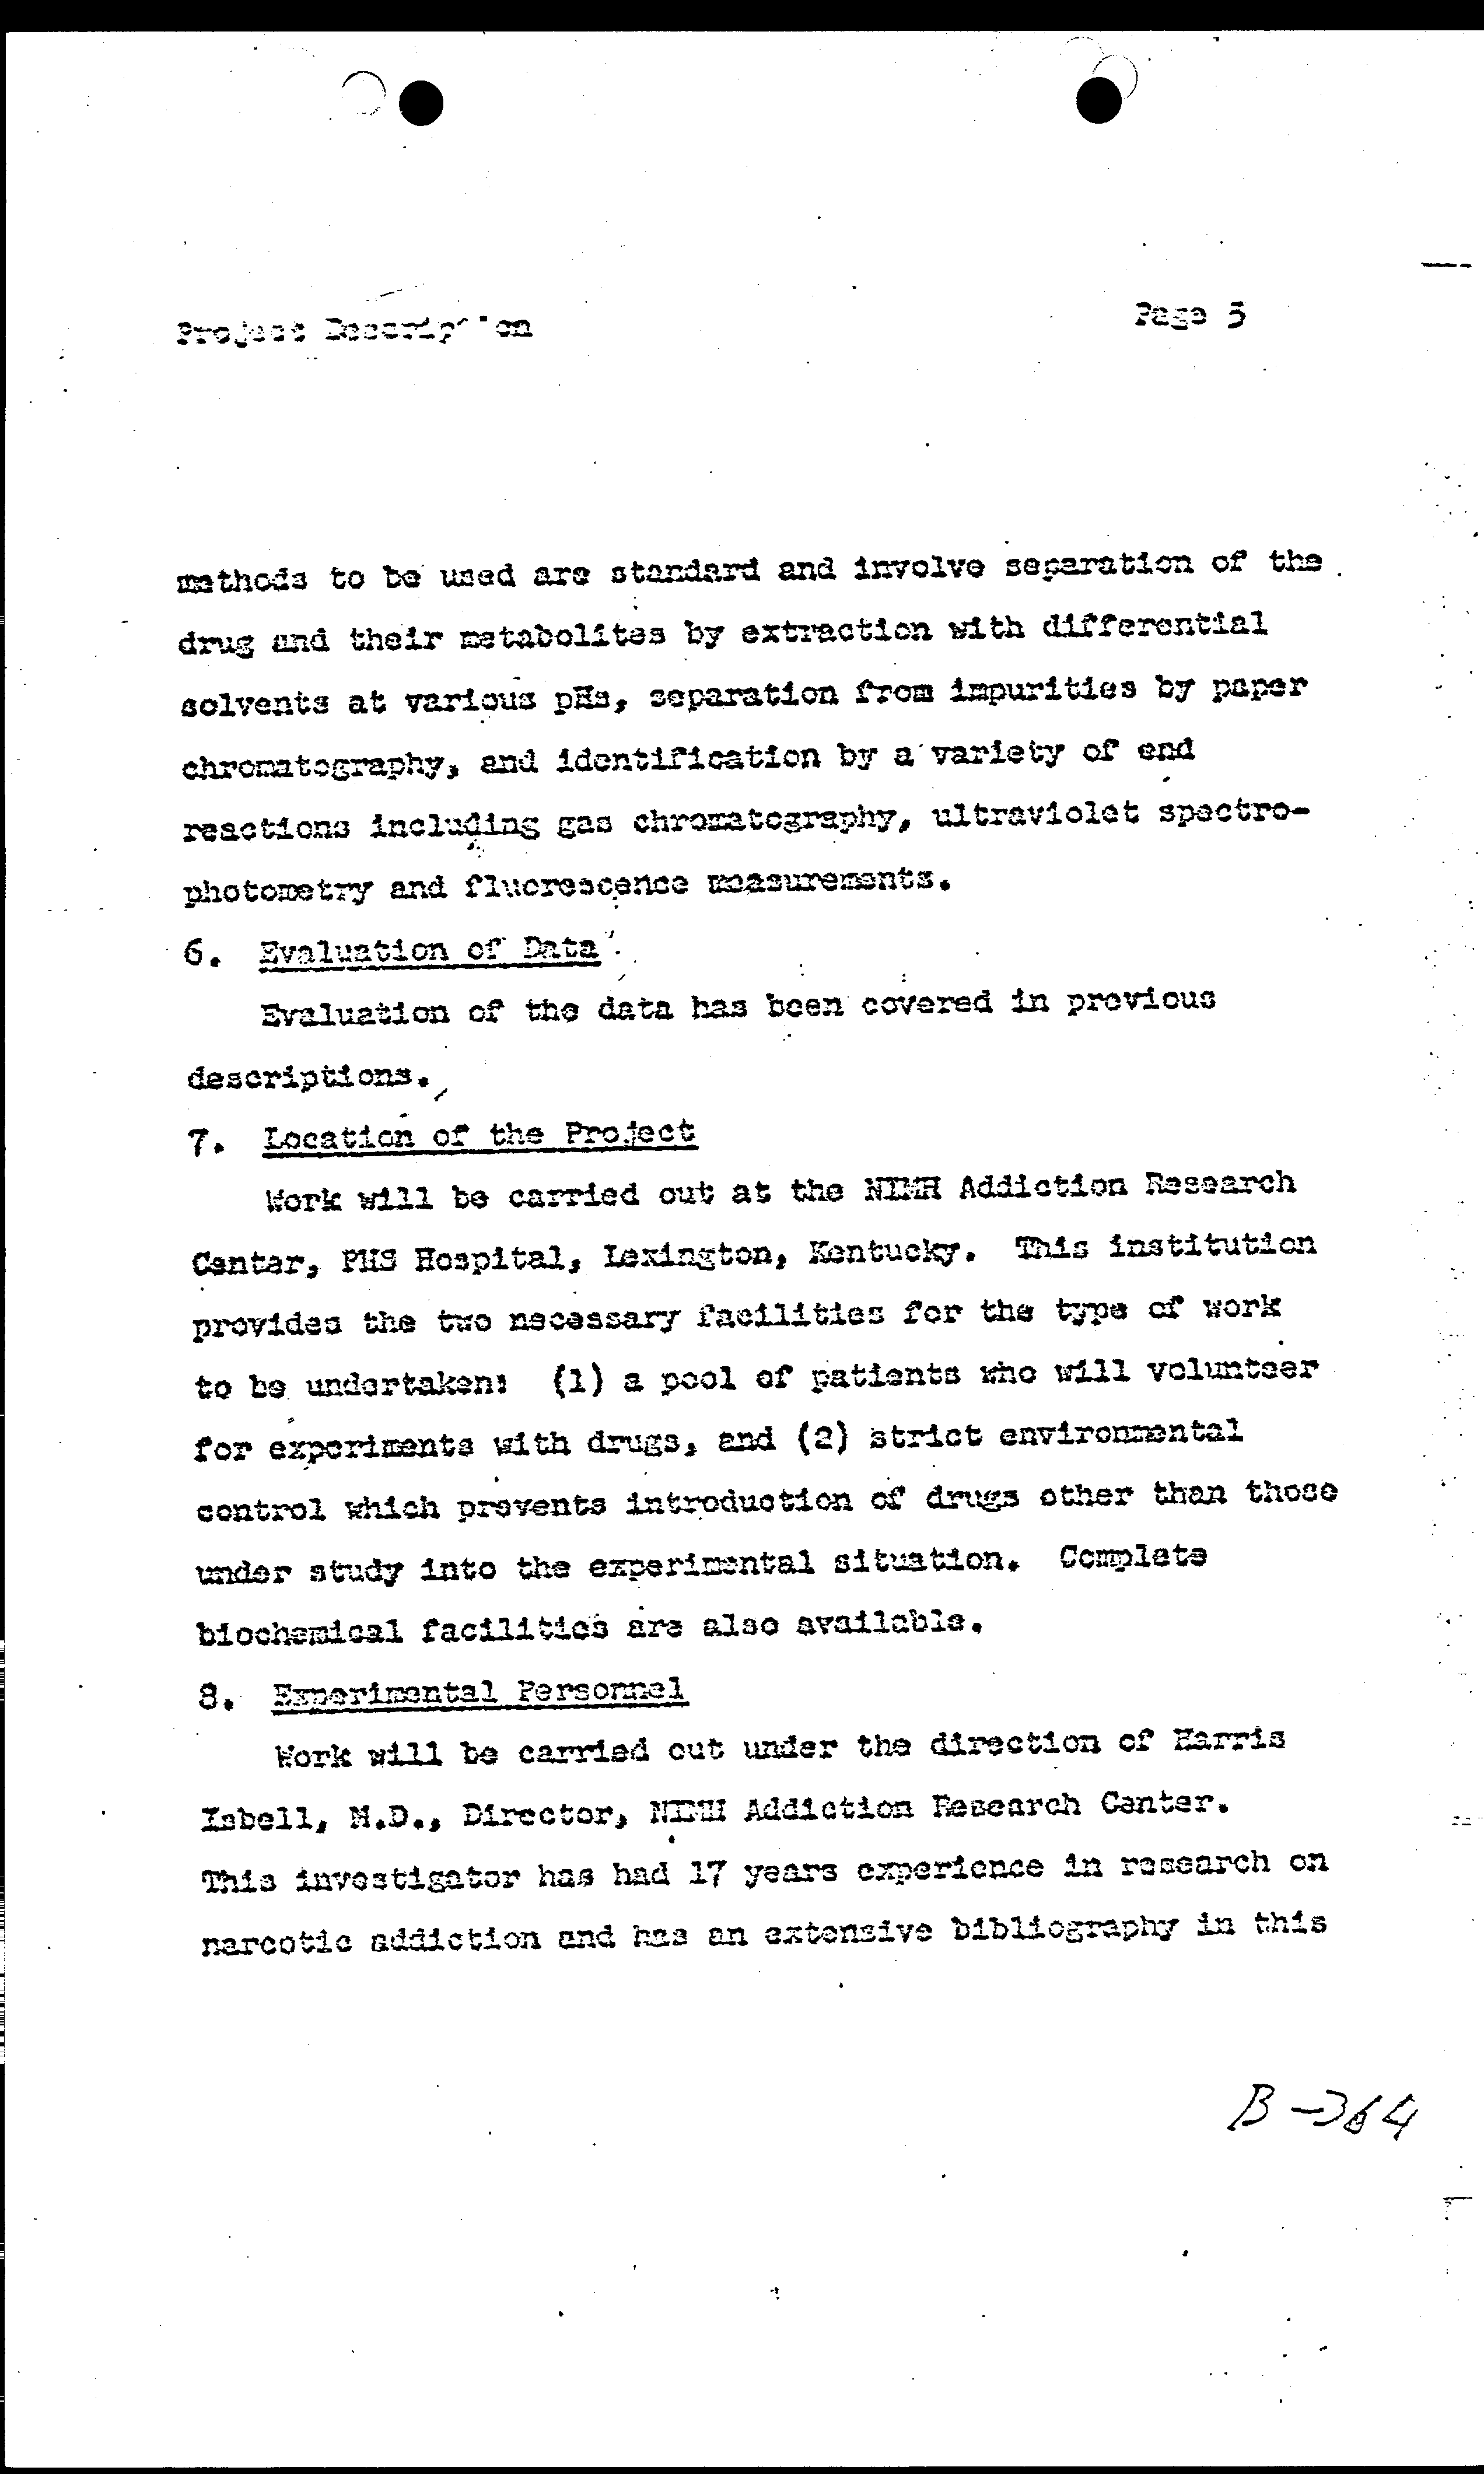 Project Description
Page 5
methods to be used are standard and involve separation of the
drug and their metabolites by extraction with differential
solvents at various pHs, separation from impurities by paper
chromatography, and identification by a variety of end
reactions including gas chromatography, ultraviolet spectro-
photometry and fluorescence measurements.
6. Evaluation of Data
Evaluation of the data has been covered in previous
descriptions.
7. Location of the Project
Work will be carried out at the NIMH Addiction Research
Center, PHS Hospital, Lexington, Kentucky. This institution
provides the two necessary facilities for the type of work
to be undertaken: (1) a pool of patients who will volunteer
for experiments with drugs, and (2) strict environmental
control which prevents introduction of drugs other than those
under study into the experimental situation. Complete
biochemical facilities are also available.
8. Experimental Personnel
Work will be carried out under the direction of Harris
Isbell, M.D., Director, NIMH Addiction Research Center.
This investigator has had 17 years experience in research on
narcotic addiction and has an extensive bibliography in this
B-364